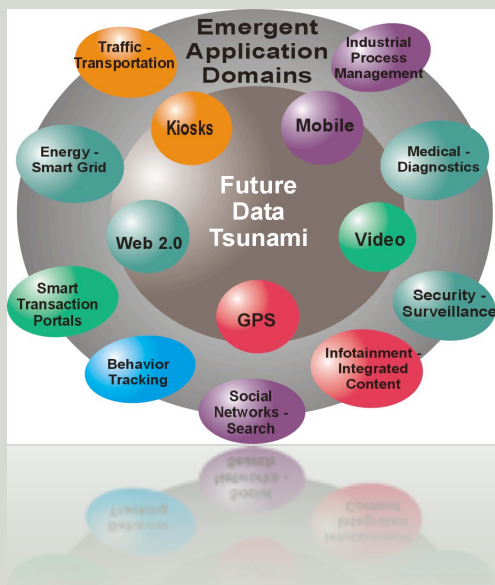 Emergent
Application
Domains
Traffic -
Transportation
Industrial
Process
Management
Kiosks
Mobile
Energy -
Smart Grid
Medical -
Diagnostics
Future
Data
Tsunami
Web 2.0
Video
Smart
Transaction
Portals
GPS
Security -
Surveillance
Behavior
Tracking
Infotainment -
Integrated
Content
Social
Networks -
Search